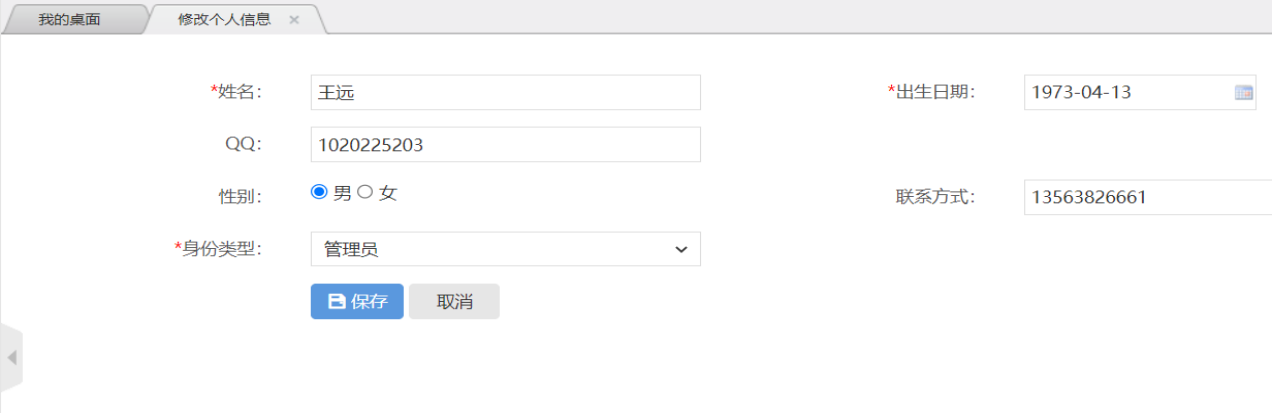 我的桌面 修改个人信息
*姓名： 王远 *出生日期： 1973-04-13
QQ： 1020225203
性别： 男 女 联系方式： 13563826661
*身份类型： 管理员
保存 取消